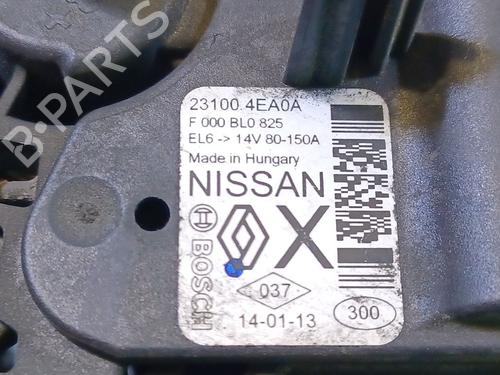 23100 4EA0A
F 000 BL0 825
EL6 -> 14V 80-150A
Made in Hungary
NISSAN
X
BOSCH
037
14-01-13
300
B-PARTS